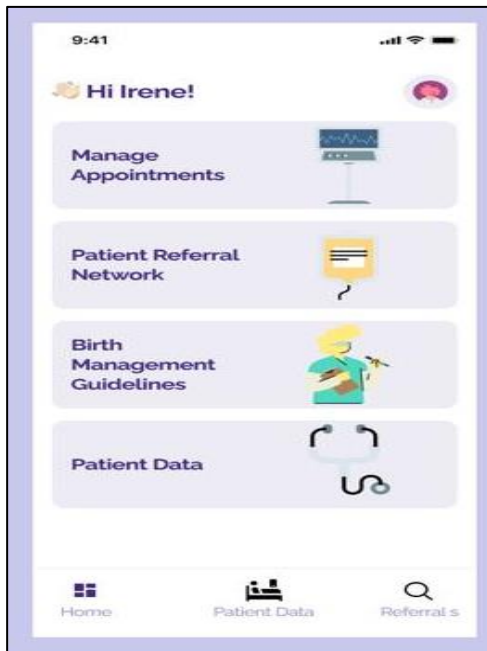 9:41
Hi Irene!
Manage
Appointments
Patient Referral
Network
Birth
Management
Guidelines
Patient Data
Home
Patient Data
Referral s